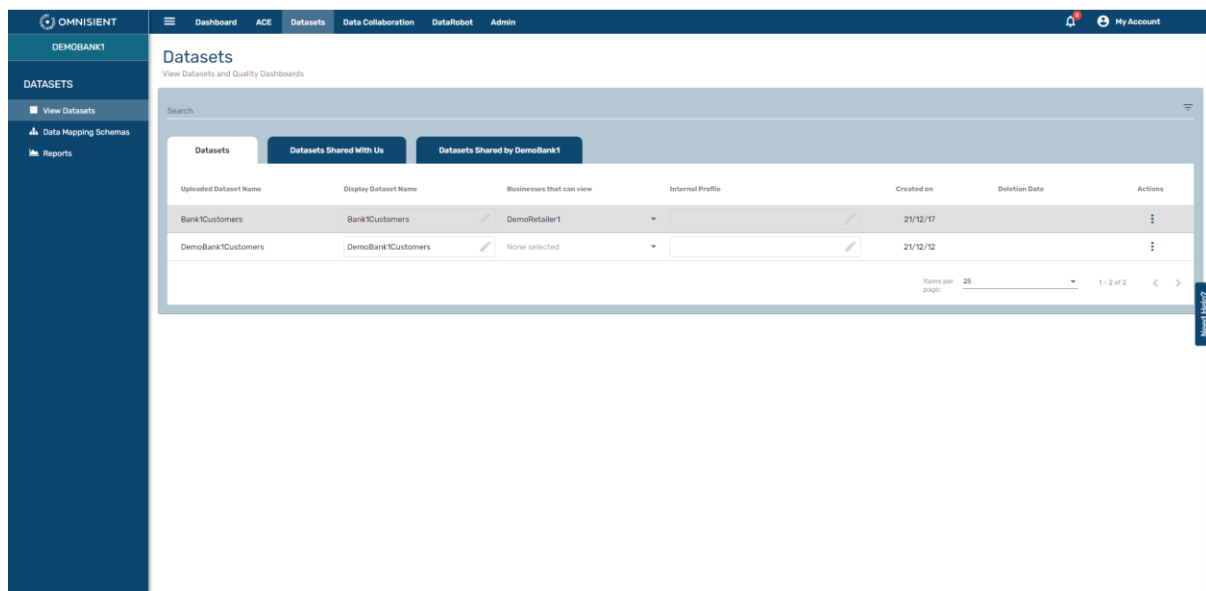 OMNISIENT
Dashboard ACE Datasets Data Collaboration DataRobot Admin
My Account
DEMOBANK1
DATASETS
View Datasets
Data Mapping Schemas
Reports
Datasets
View Datasets and Quality Dashboards
Search
Datasets Datasets Shared With Us Datasets Shared by DemoBank1
Uploaded Dataset Name Display Dataset Name Businesses that can view Internal Profile Created on Deletion Date Actions
Bank1Customers Bank1Customers DemoRetailer1 21/12/17
DemoBank1Customers DemoBank1Customers None selected 21/12/12
Items per page: 25 1 - 2 of 2
Need Help?